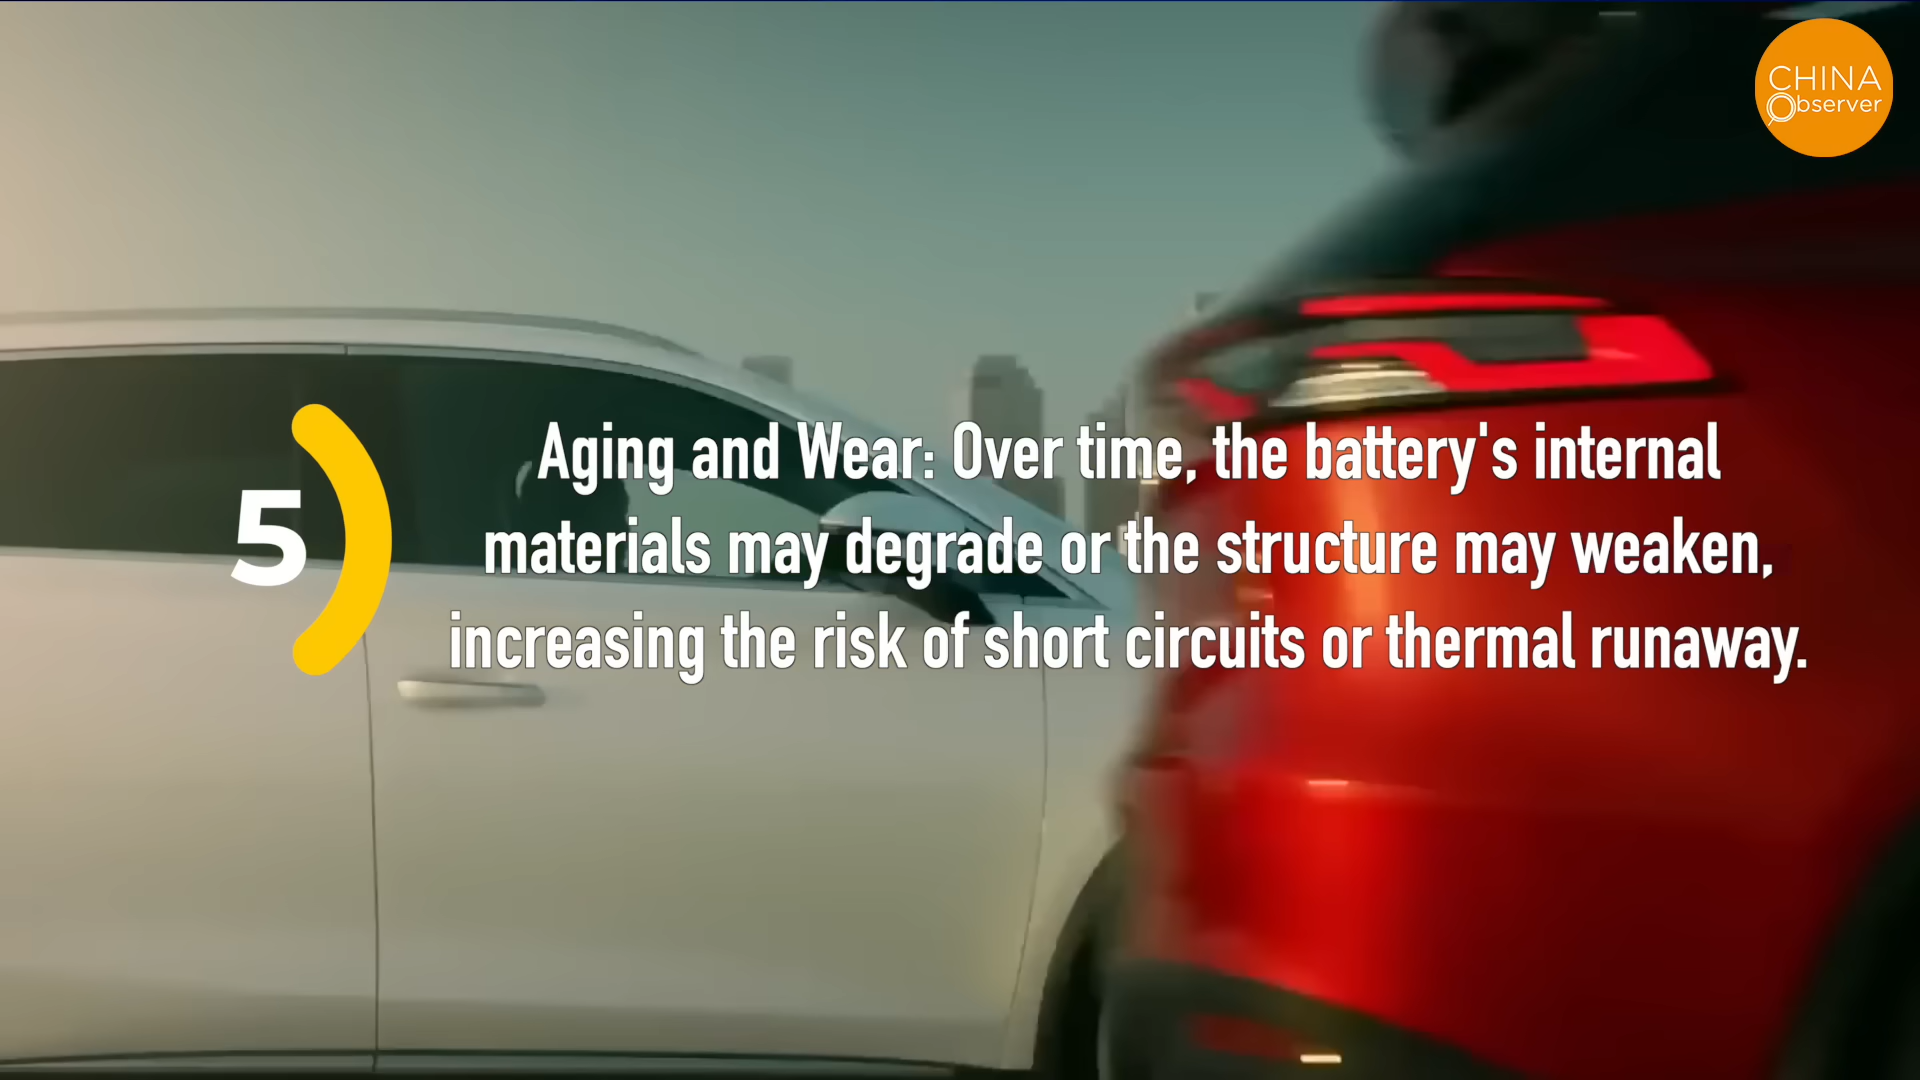 CHINA
Observer
5
Aging and Wear: Over time, the battery's internal
materials may degrade or the structure may weaken,
increasing the risk of short circuits or thermal runaway.